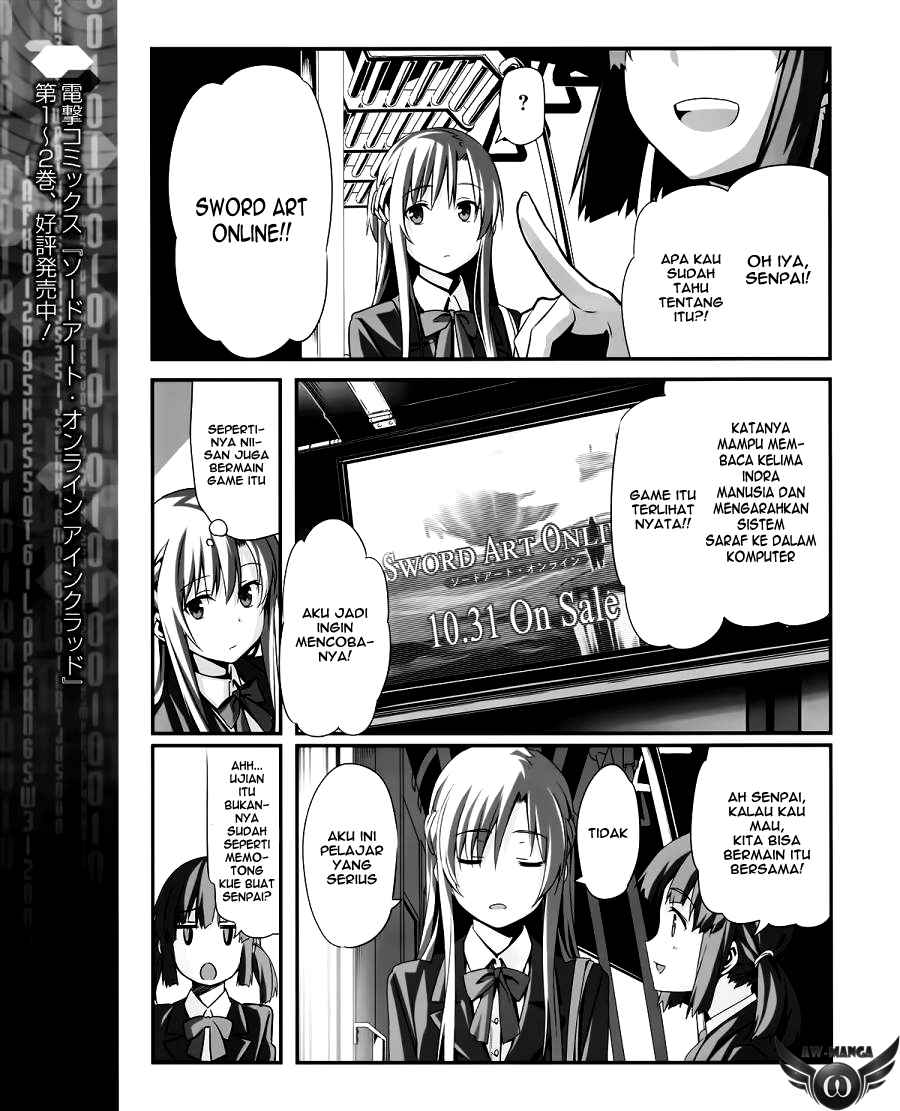 電撃コミックス『ソードアート・オンライン アインクラッド』
第1～2巻、好評発売中！
OH IYA,
SENPAI!
APA KAU
SUDAH
TAHU
TENTANG
ITU?!
?
SWORD ART
ONLINE!!
KATANYA
MAMPU MEM-
BACA KELIMA
INDRA
MANUSIA DAN
MENGARAHKAN
SISTEM
SARAF KE DALAM
KOMPUTER
GAME ITU
TERLIHAT
NYATA!!
SWORD ART ONLI
ソードアート・オンライン
10.31 On Sale
AKU JADI
INGIN
MENCOBA-
NYA!
SEPERTI-
NYA NII-
SAN JUGA
BERMAIN
GAME ITU
AH SENPAI,
KALAU KAU
MAU,
KITA BISA
BERMAIN ITU
BERSAMA!
TIDAK
AKU INI
PELAJAR
YANG
SERIUS
AHH...
UJIAN
ITU
BUKAN-
NYA
SUDAH
SEPERTI
MEMO-
TONG
KUE BUAT
SENPAI?
AW-MANGA